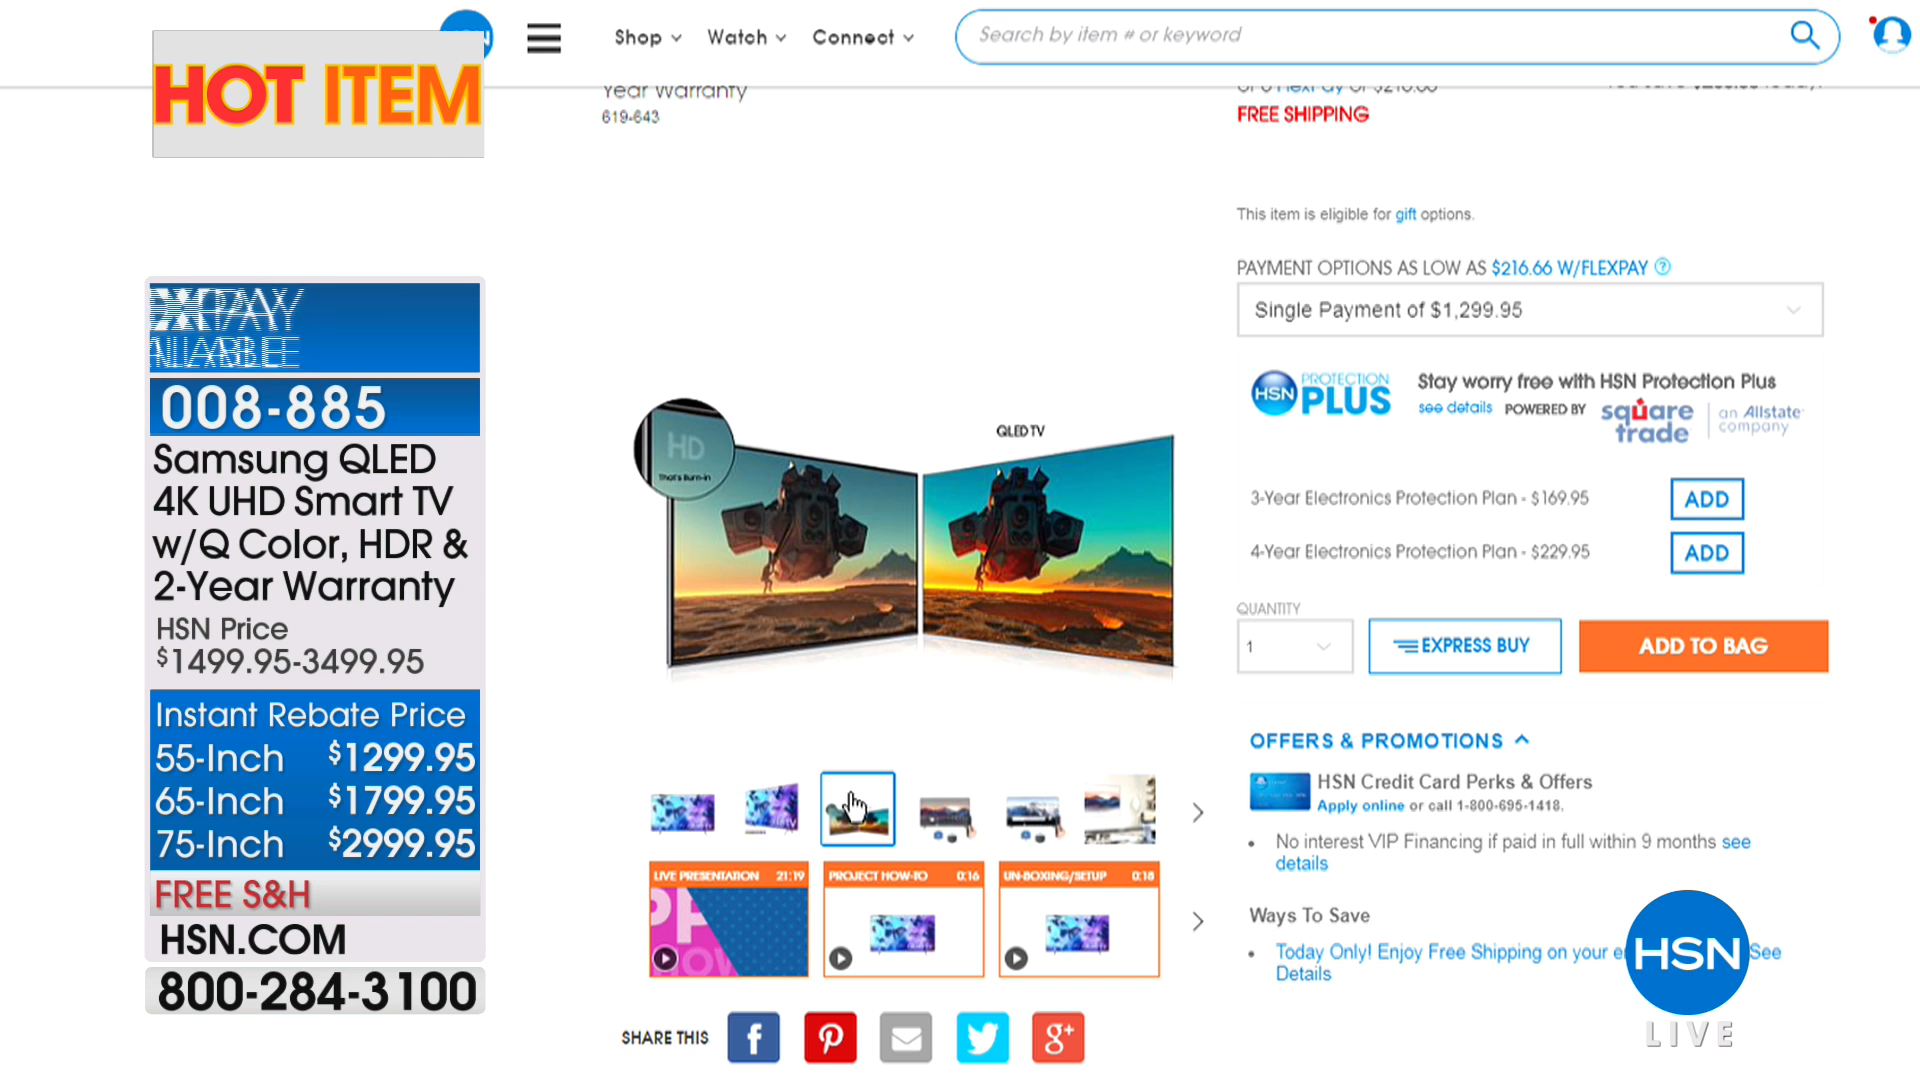 HOT ITEM
008-885
Samsung QLED
4K UHD Smart TV
w/Q Color, HDR &
2-Year Warranty
HSN Price
$1499.95-3499.95
Instant Rebate Price
55-Inch $1299.95
65-Inch $1799.95
75-Inch $2999.95
FREE S&H
HSN.COM
800-284-3100
Shop Watch Connect
Search by item # or keyword
Year Warranty
619-643
FREE SHIPPING
This item is eligible for gift options.
PAYMENT OPTIONS AS LOW AS $216.66 W/FLEXPAY ?
Single Payment of $1,299.95
HSN PROTECTION PLUS
Stay worry free with HSN Protection Plus
see details POWERED BY square trade an Allstate company
3-Year Electronics Protection Plan - $169.95 ADD
4-Year Electronics Protection Plan - $229.95 ADD
QUANTITY
1 EXPRESS BUY ADD TO BAG
HD
That's Burn-in
QLED TV
OFFERS & PROMOTIONS
HSN Credit Card Perks & Offers
Apply online or call 1-800-695-1418.
• No interest VIP Financing if paid in full within 9 months see
details
Ways To Save
• Today Only! Enjoy Free Shipping on your See
Details
LIVE PRESENTATION 21:19 PROJECT HOW-TO 0:16 UN-BOXING/SETUP 0:18
SHARE THIS f g+
HSN
LIVE